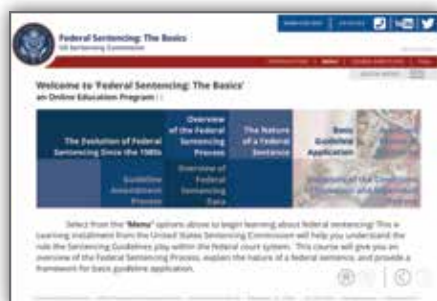 Federal Sentencing: The Basics
US Sentencing Commission
MENU
Welcome to 'Federal Sentencing: The Basics'
an Online Education Program
The Evolution of Federal
Sentencing Since the 1980s
Overview
of the Federal
Sentencing
Process
The Nature
of a Federal
Sentence
Basic
Guideline
Application
Guideline
Amendment
Process
Overview of
Federal
Sentencing
Data
Select from the "Menu" options above to begin learning about federal sentencing! This e-
Learning installment from the United States Sentencing Commission will help you understand the
role the Sentencing Guidelines play within the federal court system. This course will give you an
overview of the Federal Sentencing Process, explain the nature of a federal sentence, and provide a
framework for basic guideline application.